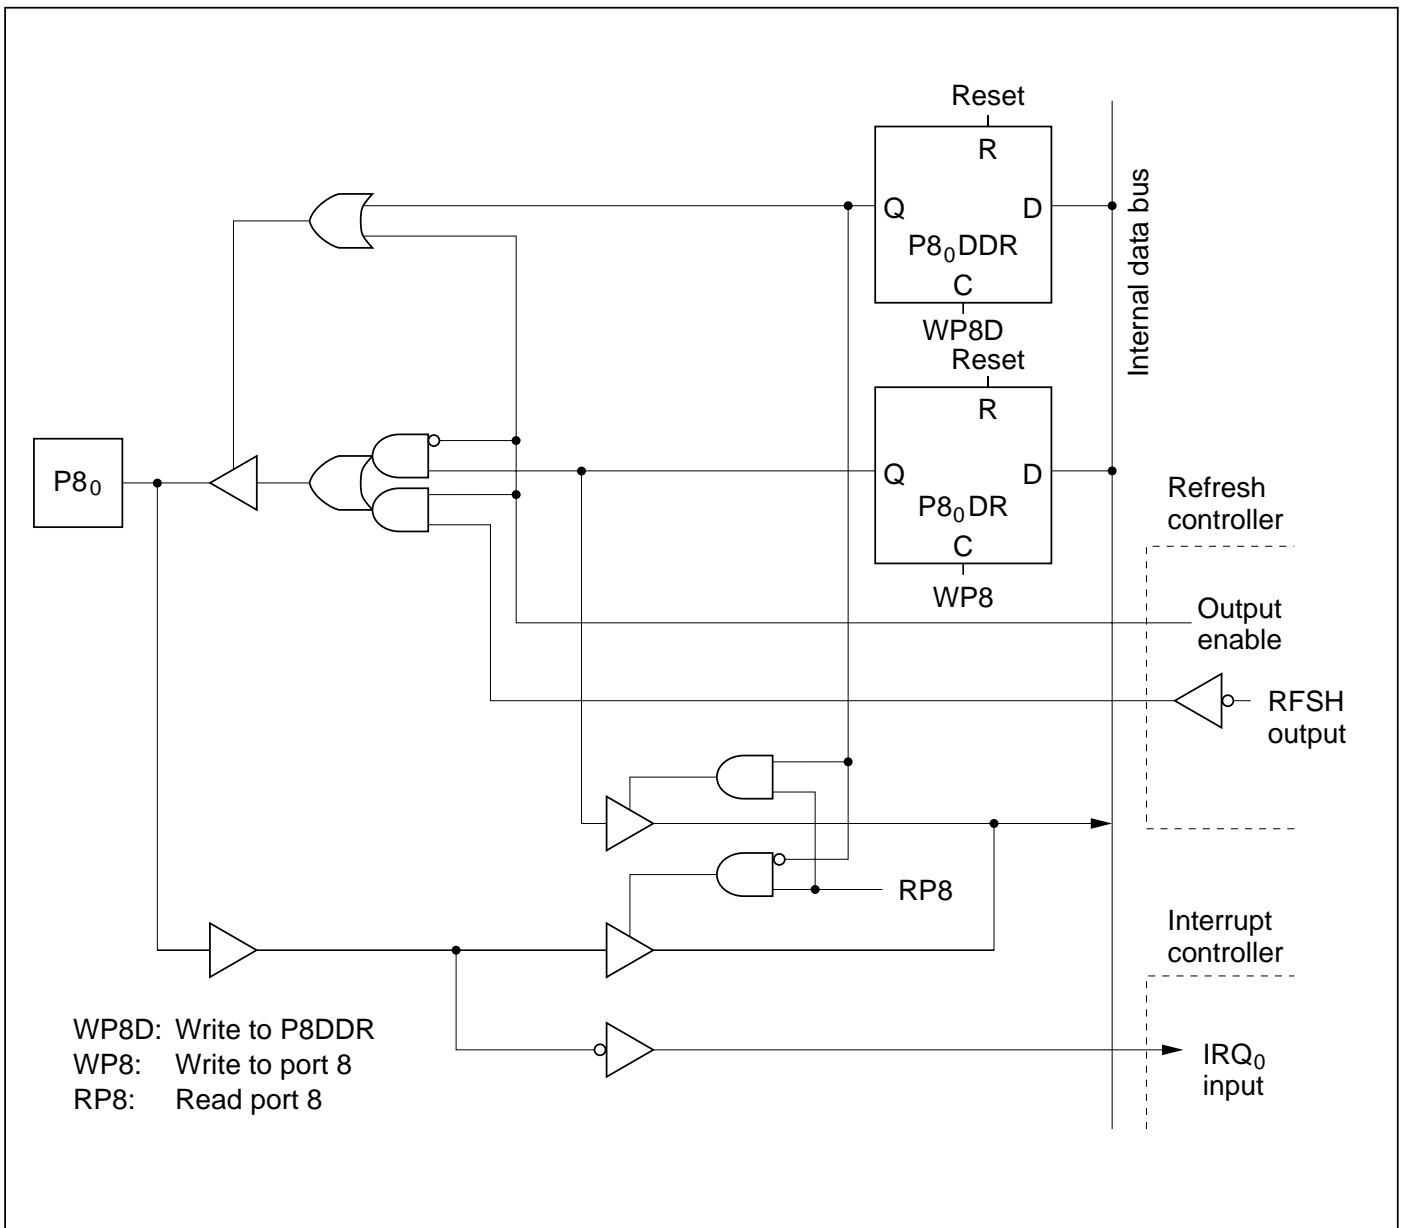 Reset
R
Q
D
P8₀DDR
C
WP8D
Internal data bus
Reset
R
Q
D
P8₀DR
C
WP8
P8₀
Refresh
controller
Output
enable
RFSH
output
RP8
Interrupt
controller
IRQ₀
input
WP8D: Write to P8DDR
WP8: Write to port 8
RP8: Read port 8